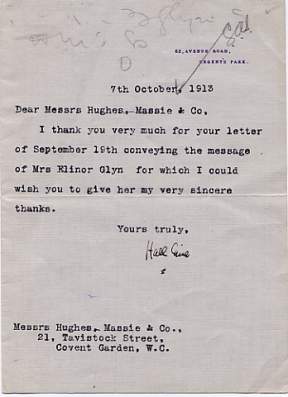 52, AVENUE ROAD,
REGENTS PARK.
7th October, 1913
Dear Messrs Hughes, Massie & Co,
I thank you very much for your letter
of September 19th conveying the message
of Mrs Elinor Glyn for which I could
wish you to give her my very sincere
thanks.
Yours truly,
Hall Caine
Messrs Hughes, Massie & Co.,
21, Tavistock Street,
Covent Garden, W.C.